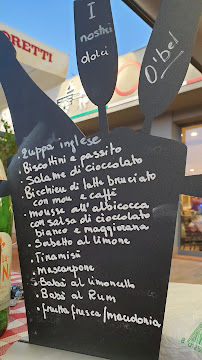 I
nostri
dolci
O'bel
ORETTI
• zuppa inglese
• Biscottini e passito
• Salame di cioccolato
• Bicchieri di latte bruciato
con mou e caffè
• mousse all'albicocca
con salsa di cioccolato
bianco e maggiorana
• Sorbetto al limone
• Tiramisù
• mascarpone
• Babà al limoncello
• Babà al Rum
• frutta fresca/macedonia